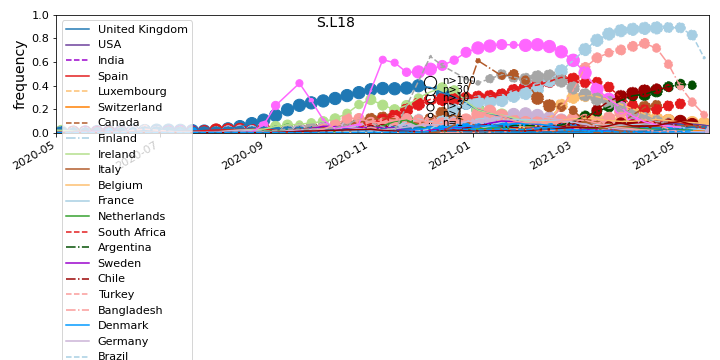 S.L18
frequency
1.0
0.8
0.6
0.4
0.2
0.0
United Kingdom
USA
India
Spain
Luxembourg
Switzerland
Canada
Finland
Ireland
Italy
Belgium
France
Netherlands
South Africa
Argentina
Sweden
Chile
Turkey
Bangladesh
Denmark
Germany
Brazil
n>100
n>30
n>10
n>1
2020-05
2020-07
2020-09
2020-11
2021-01
2021-03
2021-05